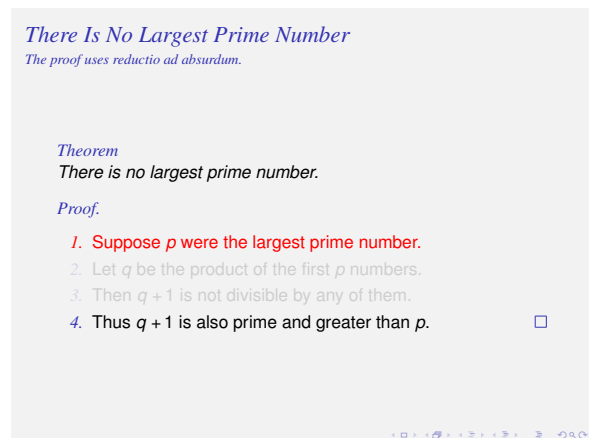 There Is No Largest Prime Number
The proof uses reductio ad absurdum.
Theorem
There is no largest prime number.
Proof.
1. Suppose p were the largest prime number.
2. Let q be the product of the first p numbers.
3. Then q + 1 is not divisible by any of them.
4. Thus q + 1 is also prime and greater than p.